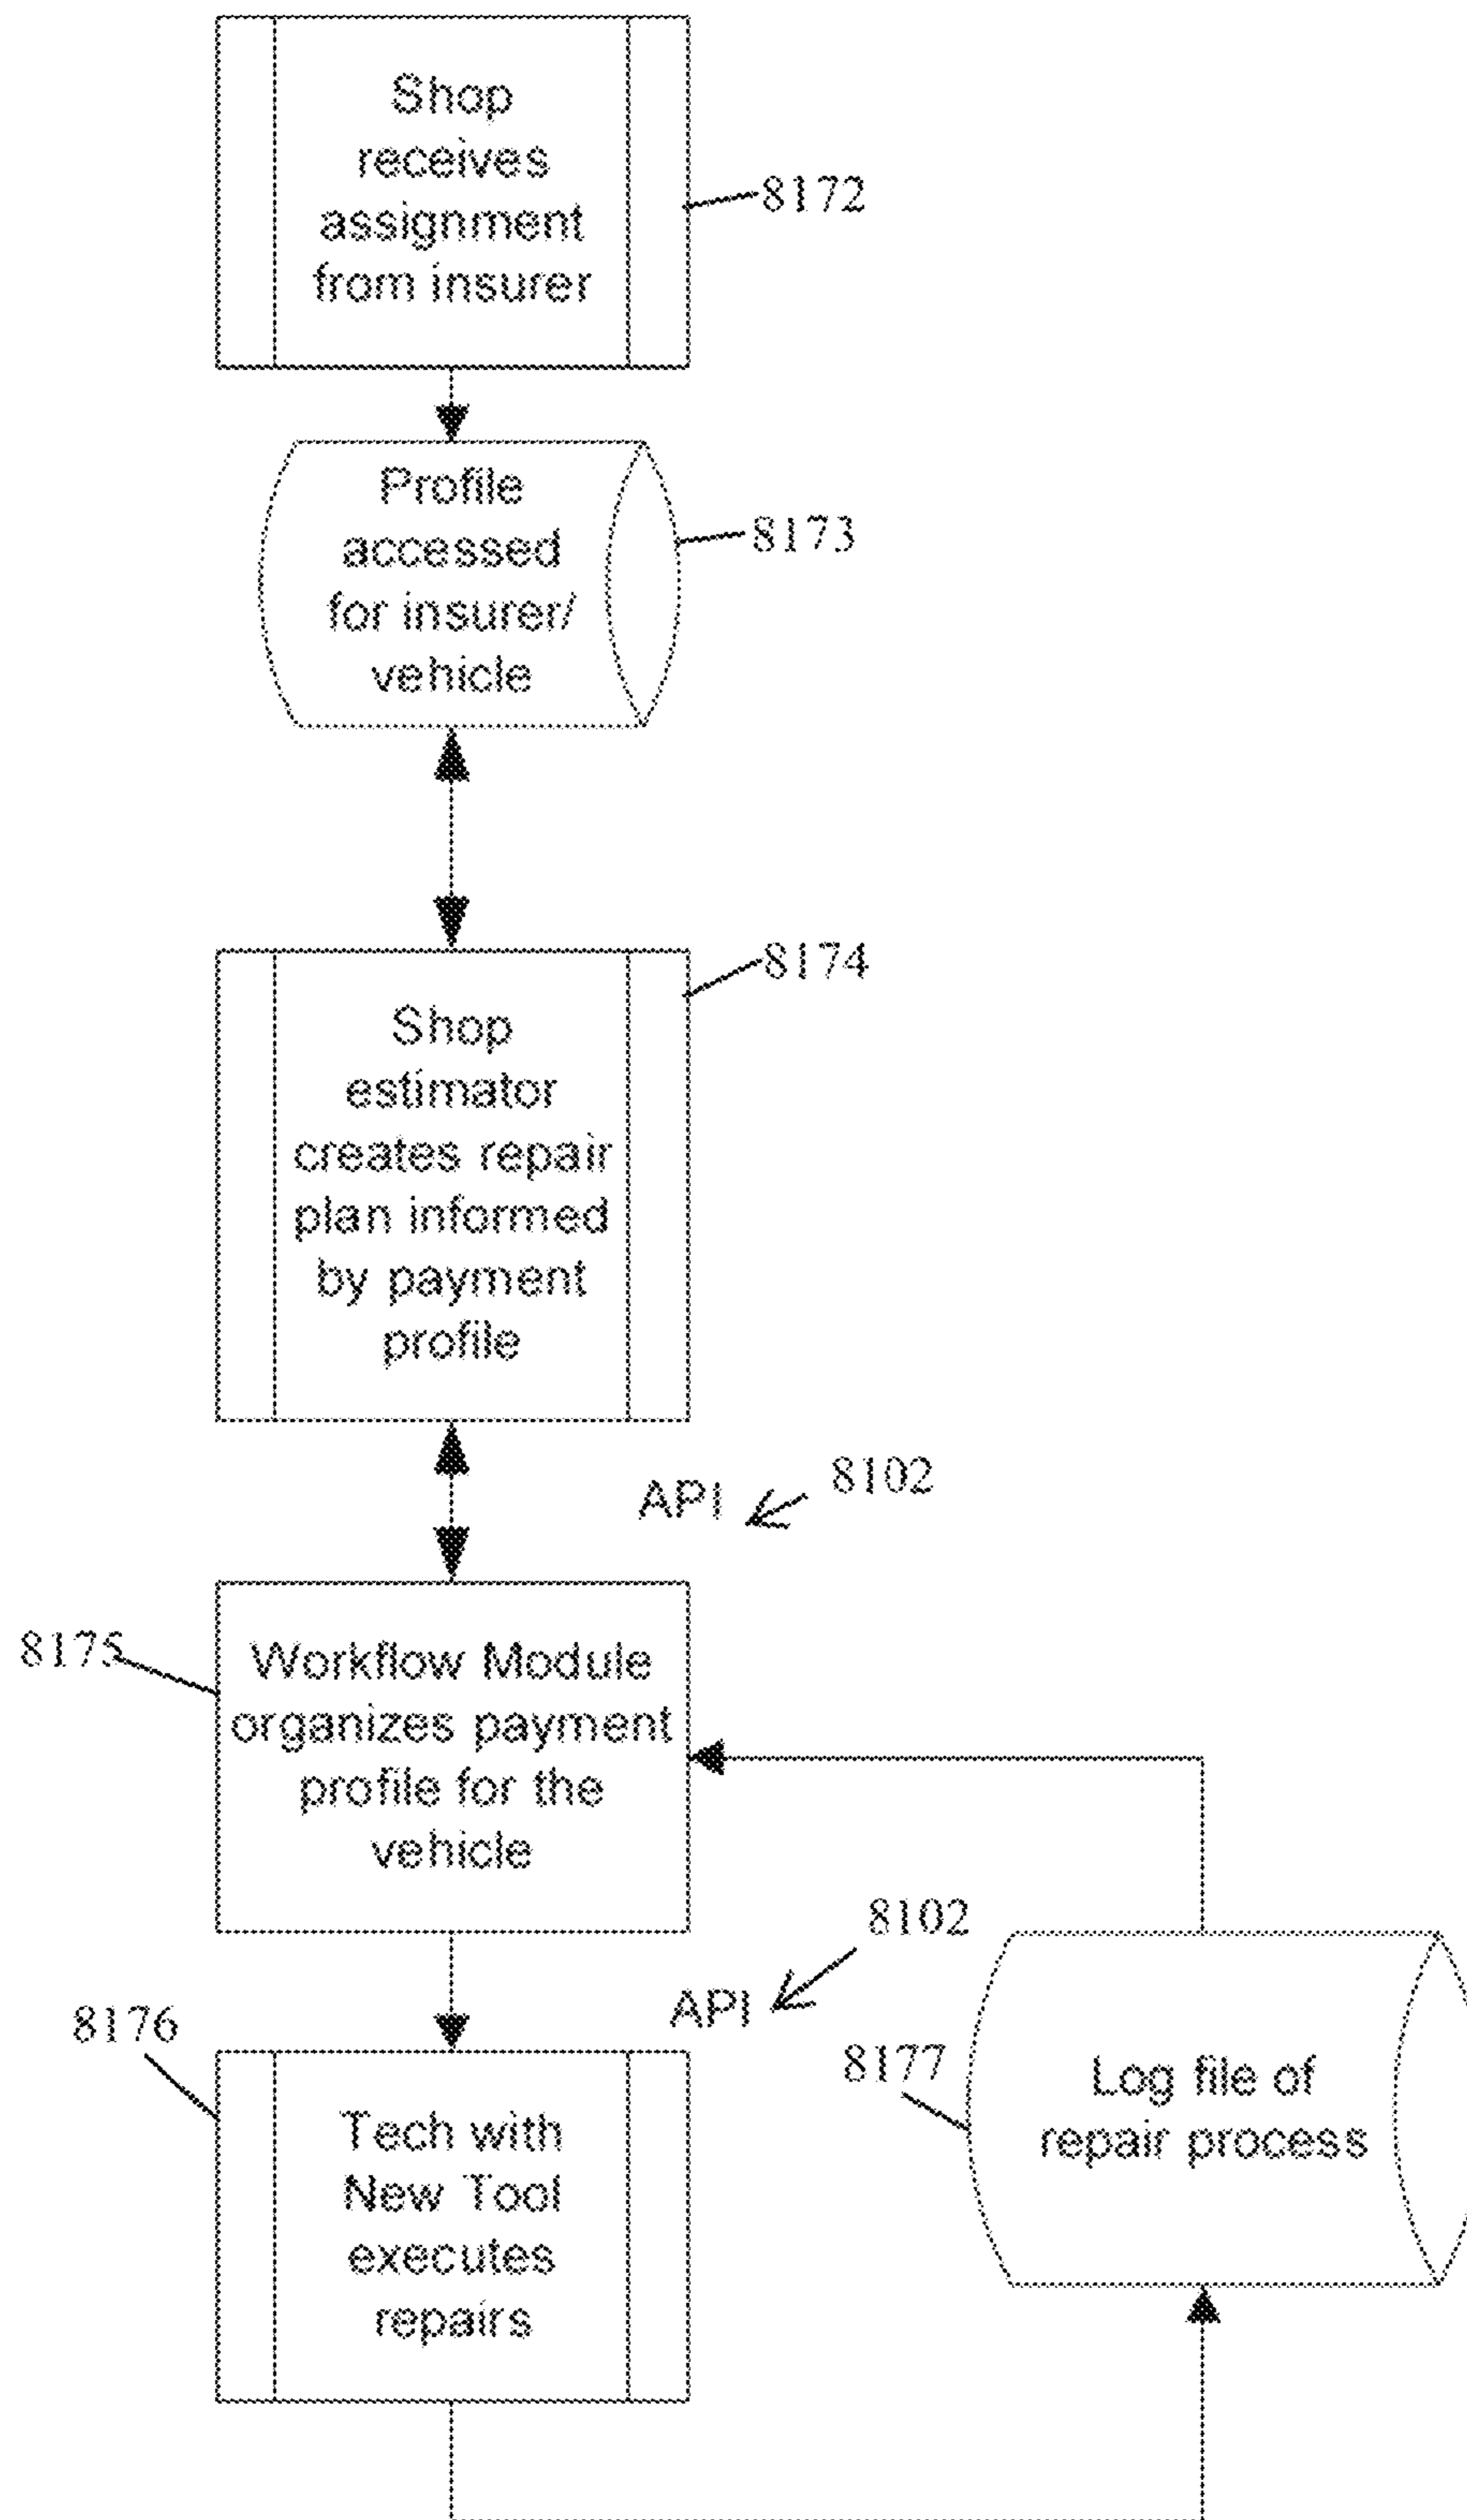 Shop
receives
assignment
from insurer
8172
Profile
accessed
for insurer/
vehicle
8173
8174
Shop
estimator
creates repair
plan informed
by payment
profile
API
8102
8175
Workflow Module
organizes payment
profile for the
vehicle
8102
API
8176
8177
Log file of
repair process
Tech with
New Tool
executes
repairs